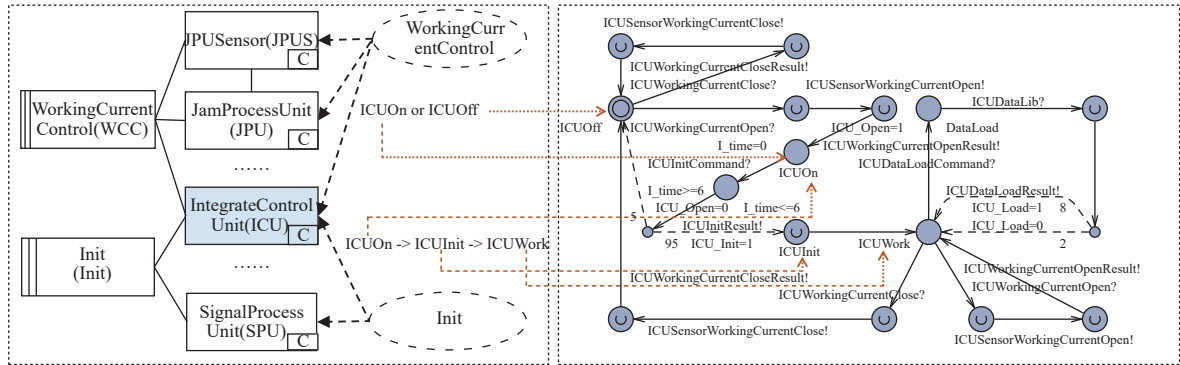 JPUSensor(JPUS)
C
WorkingCurr
entControl
WorkingCurrent
Control(WCC)
JamProcessUnit
(JPU)
C
ICUOn or ICUOff
......
IntegrateControl
Unit(ICU)
C
ICUOn -> ICUInit -> ICUWork
Init
(Init)
......
SignalProcess
Unit(SPU)
C
Init
ICUSensorWorkingCurrentClose!
C
C
ICUWorkingCurrentCloseResult!
ICUWorkingCurrentClose?
ICUSensorWorkingCurrentOpen!
ICUDataLib?
C
C
C
ICUOff
ICUWorkingCurrentOpen?
ICU_Open=1
DataLoad
I_time=0
ICUWorkingCurrentOpenResult!
ICUInitCommand?
ICUDataLoadCommand?
ICUOn
I_time>=6
ICUDataLoadResult!
ICU_Open=0
I_time<=6
ICU_Load=1
8
5
ICUInitResult!
ICU_Load=0
95
ICU_Init=1
C
ICUInit
ICUWork
2
ICUWorkingCurrentCloseResult!
ICUWorkingCurrentOpenResult!
ICUWorkingCurrentClose?
ICUWorkingCurrentOpen?
C
C
C
C
ICUSensorWorkingCurrentClose!
ICUSensorWorkingCurrentOpen!